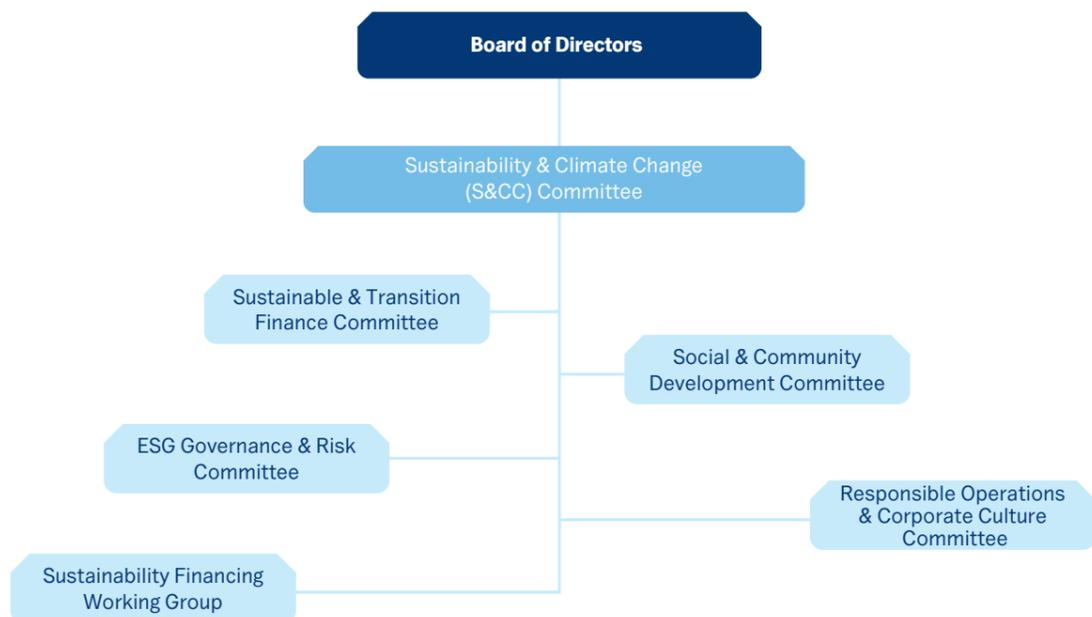 Board of Directors
Sustainability & Climate Change
(S&CC) Committee
Sustainable & Transition
Finance Committee
Social & Community
Development Committee
ESG Governance & Risk
Committee
Responsible Operations
& Corporate Culture
Committee
Sustainability Financing
Working Group